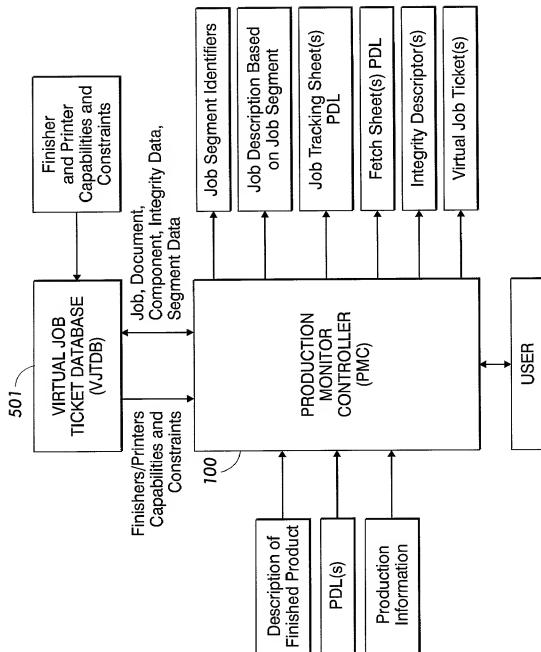 Finisher
and Printer
Capabilities and
Constraints
501
VIRTUAL JOB
TICKET DATABASE
(VJTDB)
Finishers/Printers
Capabilities and
Constraints
Job, Document,
Component, Integrity Data,
Segment Data
100
Description of
Finished Product
PDL(s)
Production
Information
PRODUCTION
MONITOR
CONTROLLER
(PMC)
Job Segment Identifiers
Job Description Based
on Job Segment
Job Tracking Sheet(s)
PDL
Fetch Sheet(s) PDL
Integrity Descriptor(s)
Virtual Job Ticket(s)
USER